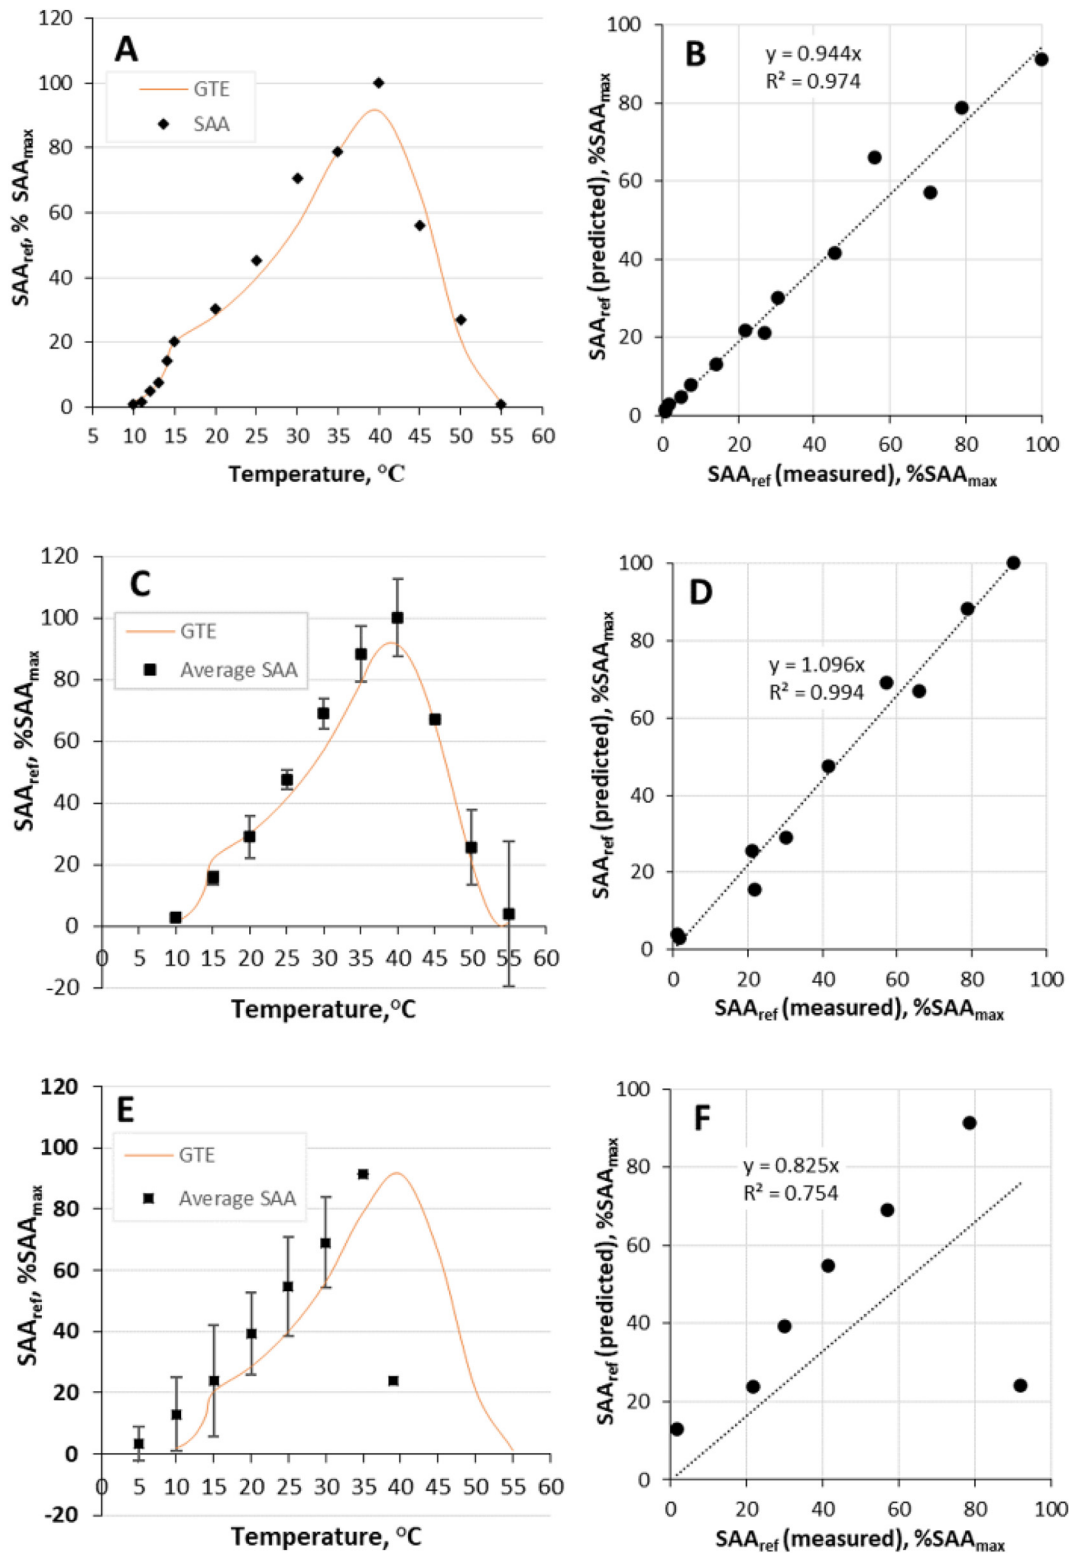 A
GTE
SAA
120
100
80
60
40
20
0
5 10 15 20 25 30 35 40 45 50 55 60
SAAref, % SAAmax
Temperature, °C
B
y = 0.944x
R² = 0.974
100
80
60
40
20
0
0 20 40 60 80 100
SAAref (predicted), %SAAmax
SAAref (measured), %SAAmax
C
GTE
Average SAA
120
100
80
60
40
20
0
-20
0 5 10 15 20 25 30 35 40 45 50 55 60
SAAref, %SAAmax
Temperature,°C
D
y = 1.096x
R² = 0.994
100
80
60
40
20
0
0 20 40 60 80 100
SAAref (predicted), %SAAmax
SAAref (measured), %SAAmax
E
GTE
Average SAA
120
100
80
60
40
20
0
-20
0 5 10 15 20 25 30 35 40 45 50 55 60
SAAref, %SAAmax
Temperature, °C
F
y = 0.825x
R² = 0.754
100
80
60
40
20
0
0 20 40 60 80 100
SAAref (predicted), %SAAmax
SAAref (measured), %SAAmax